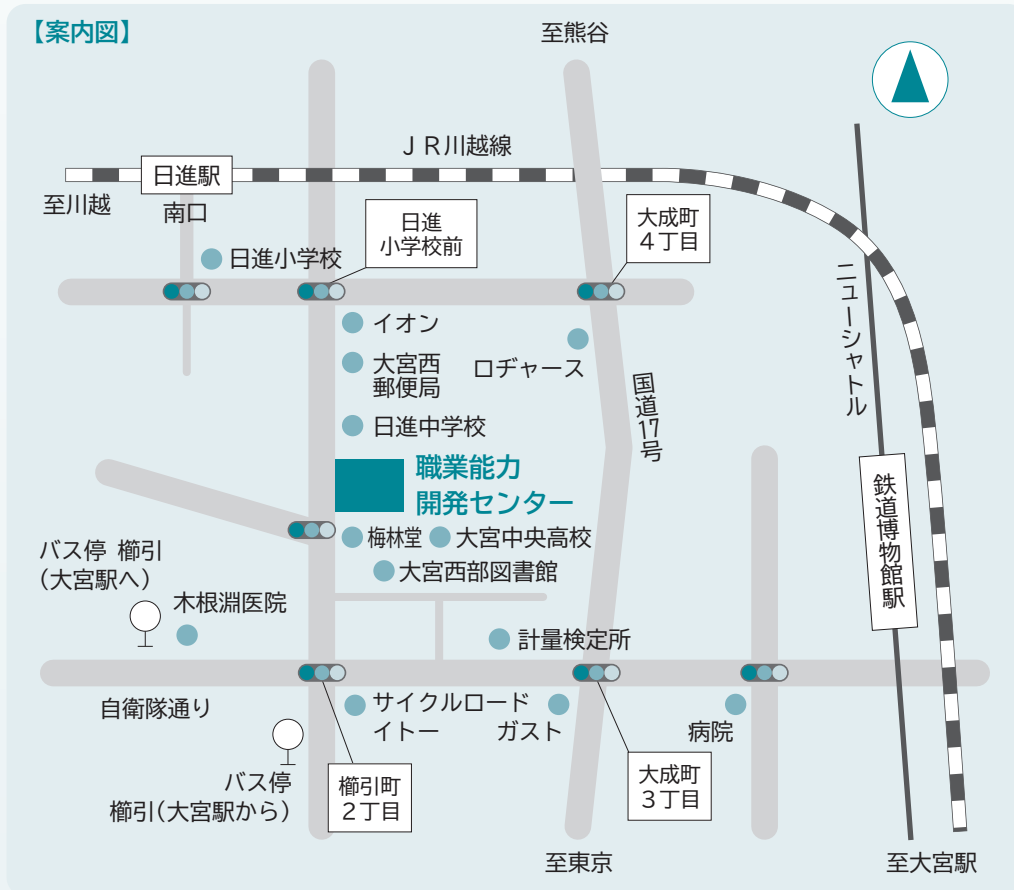 【案内図】
至熊谷
ＪＲ川越線
日進駅
至川越
南口
日進
小学校前
大成町
４丁目
日進小学校
ニューシャトル
イオン
大宮西
郵便局
ロヂャース
国道17号
日進中学校
職業能力
開発センター
鉄道博物館駅
梅林堂
大宮中央高校
大宮西部図書館
バス停 櫛引
(大宮駅へ)
木根淵医院
計量検定所
自衛隊通り
サイクルロード
イトー
ガスト
病院
バス停
櫛引(大宮駅から)
櫛引町
２丁目
大成町
３丁目
至東京
至大宮駅